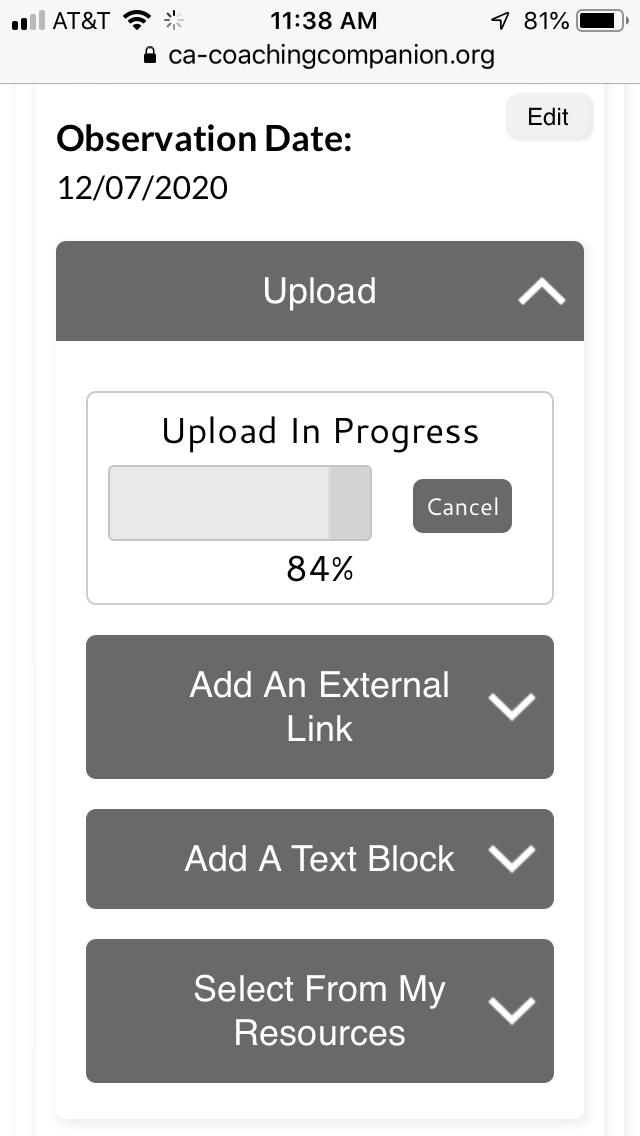 AT&T 11:38 AM 81%
ca-coachingcompanion.org
Edit
Observation Date:
12/07/2020
Upload
Upload In Progress
Cancel
84%
Add An External
Link
Add A Text Block
Select From My
Resources